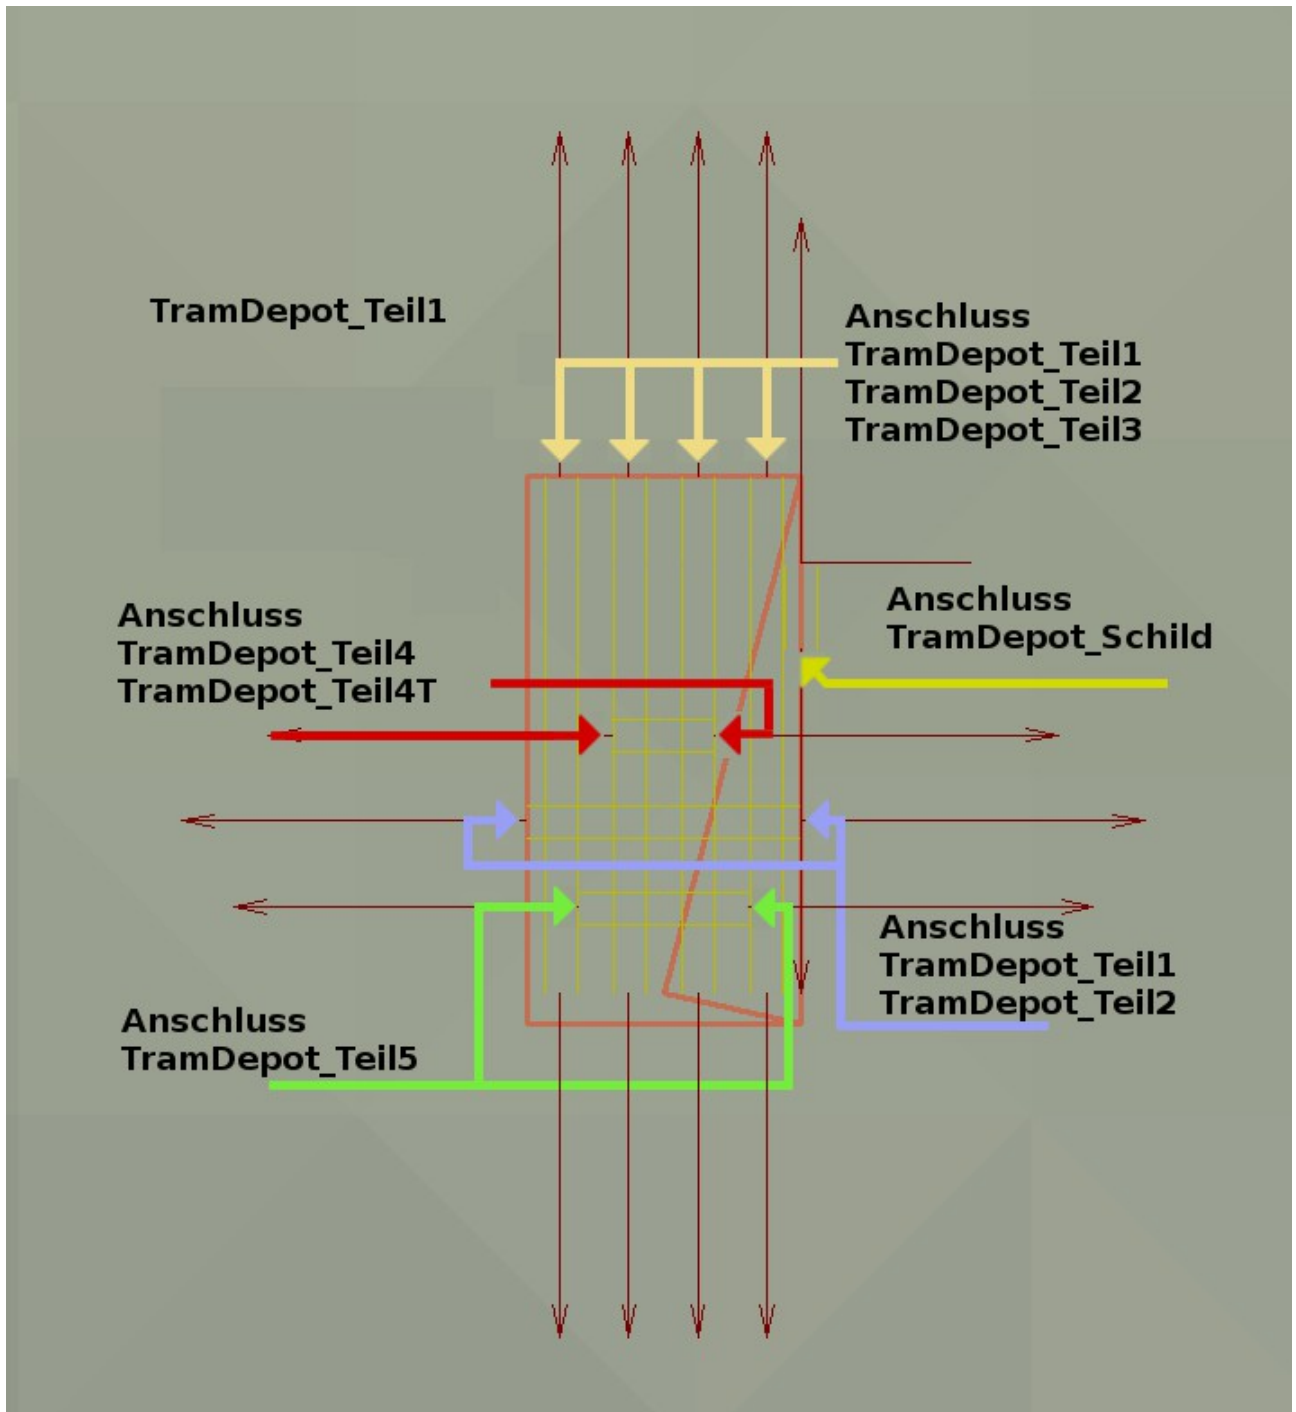 TramDepot_Teil1
Anschluss
TramDepot_Teil1
TramDepot_Teil2
TramDepot_Teil3
Anschluss
TramDepot_Schild
Anschluss
TramDepot_Teil4
TramDepot_Teil4T
Anschluss
TramDepot_Teil1
TramDepot_Teil2
Anschluss
TramDepot_Teil5